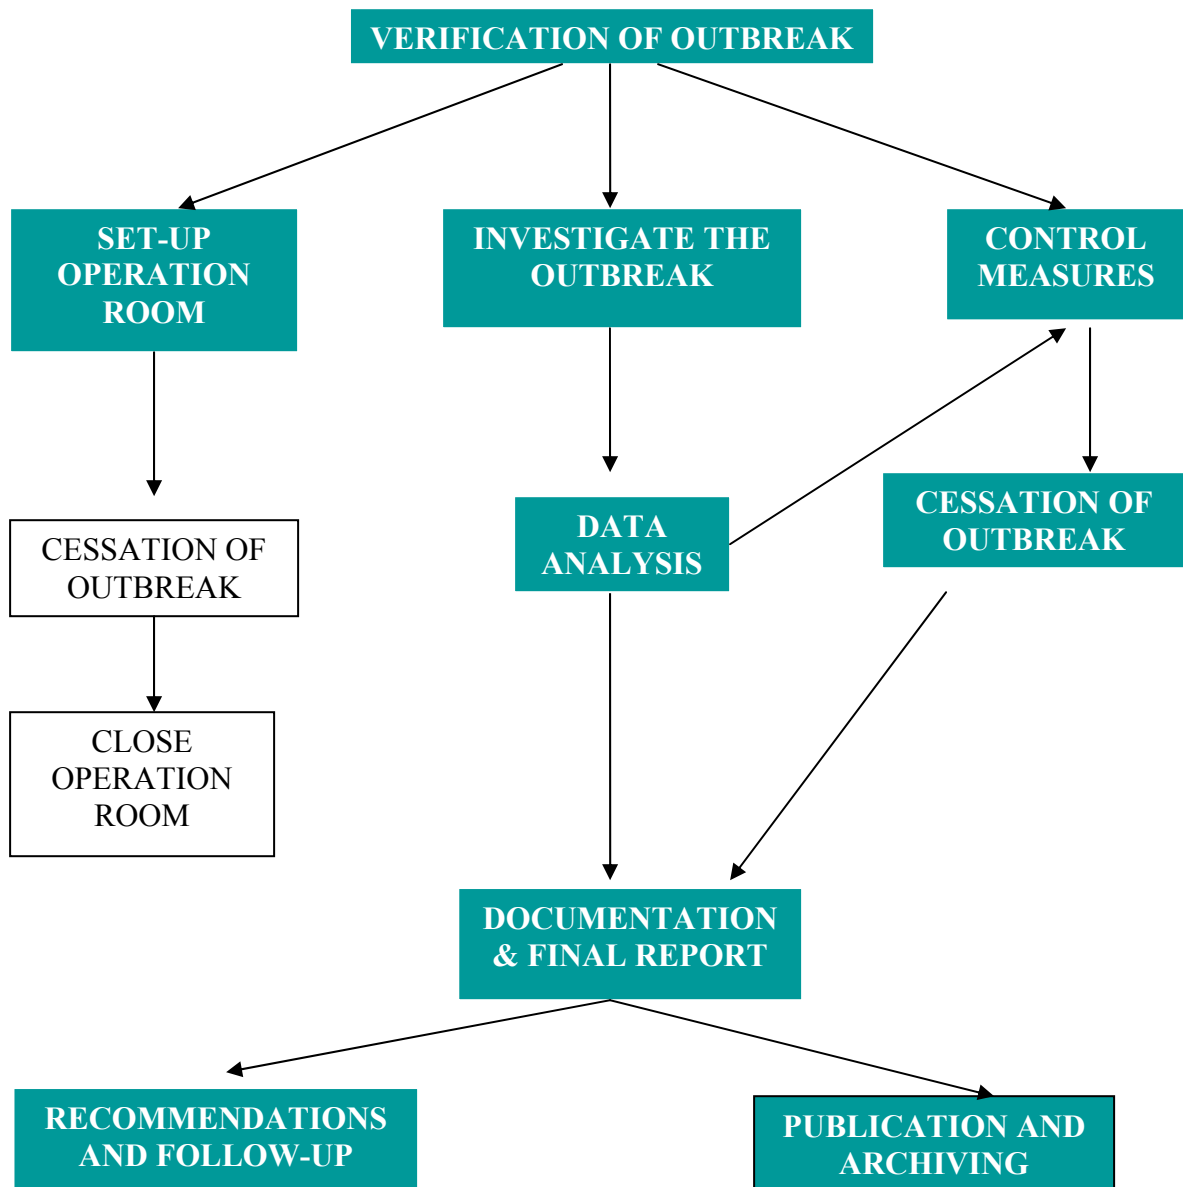 VERIFICATION OF OUTBREAK
SET-UP
OPERATION
ROOM
INVESTIGATE THE
OUTBREAK
CONTROL
MEASURES
CESSATION OF
OUTBREAK
DATA
ANALYSIS
CESSATION OF
OUTBREAK
CLOSE
OPERATION
ROOM
DOCUMENTATION
& FINAL REPORT
RECOMMENDATIONS
AND FOLLOW-UP
PUBLICATION AND
ARCHIVING